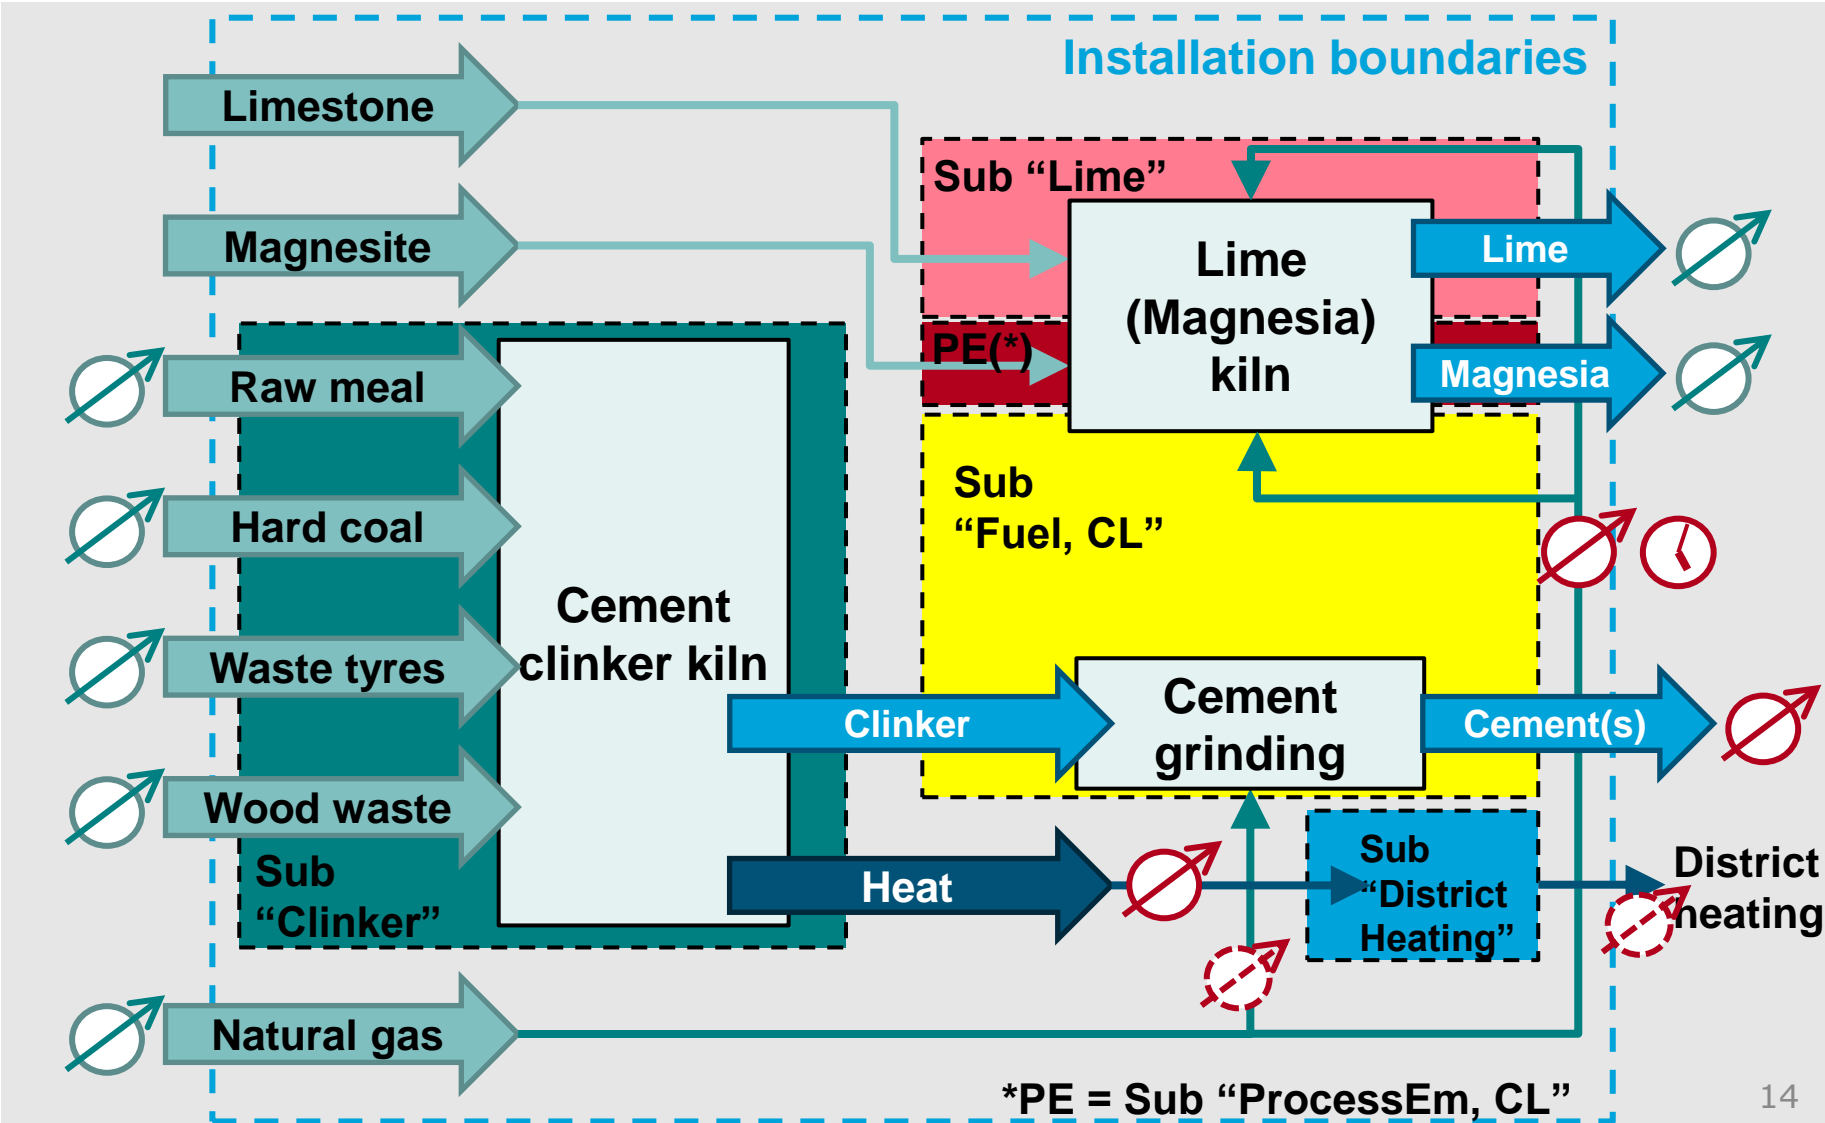 Installation boundaries
Limestone
Sub “Lime”
Magnesite
Lime
(Magnesia)
kiln
Lime
PE(*)
Magnesia
Raw meal
Hard coal
Waste tyres
Wood waste
Sub
“Clinker”
Cement
clinker kiln
Sub
“Fuel, CL”
Clinker
Cement
grinding
Cement(s)
Heat
Sub
“District
Heating”
District
heating
Natural gas
*PE = Sub “ProcessEm, CL”
14